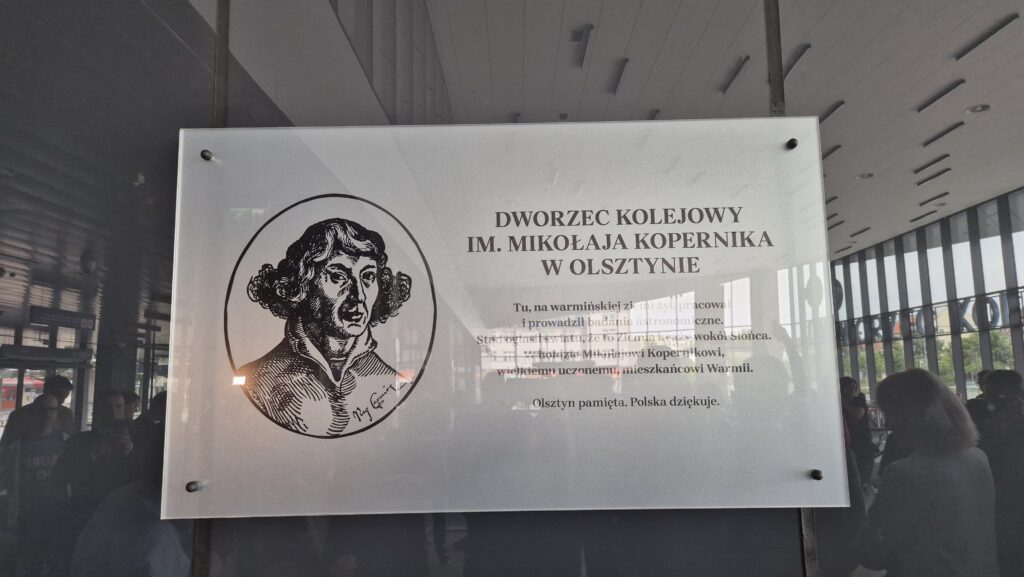 DWORZEC KOLEJOWY
IM. MIKOŁAJA KOPERNIKA
W OLSZTYNIE
Tu, na warmińskiej ziemi żył, pracował
i prowadził badania astronomiczne.
Stąd ogłosił światu, że to Ziemia krąży wokół Słońca.
W hołdzie Mikołajowi Kopernikowi,
wielkiemu uczonemu, mieszkańcowi Warmii.
Olsztyn pamięta. Polska dziękuje.